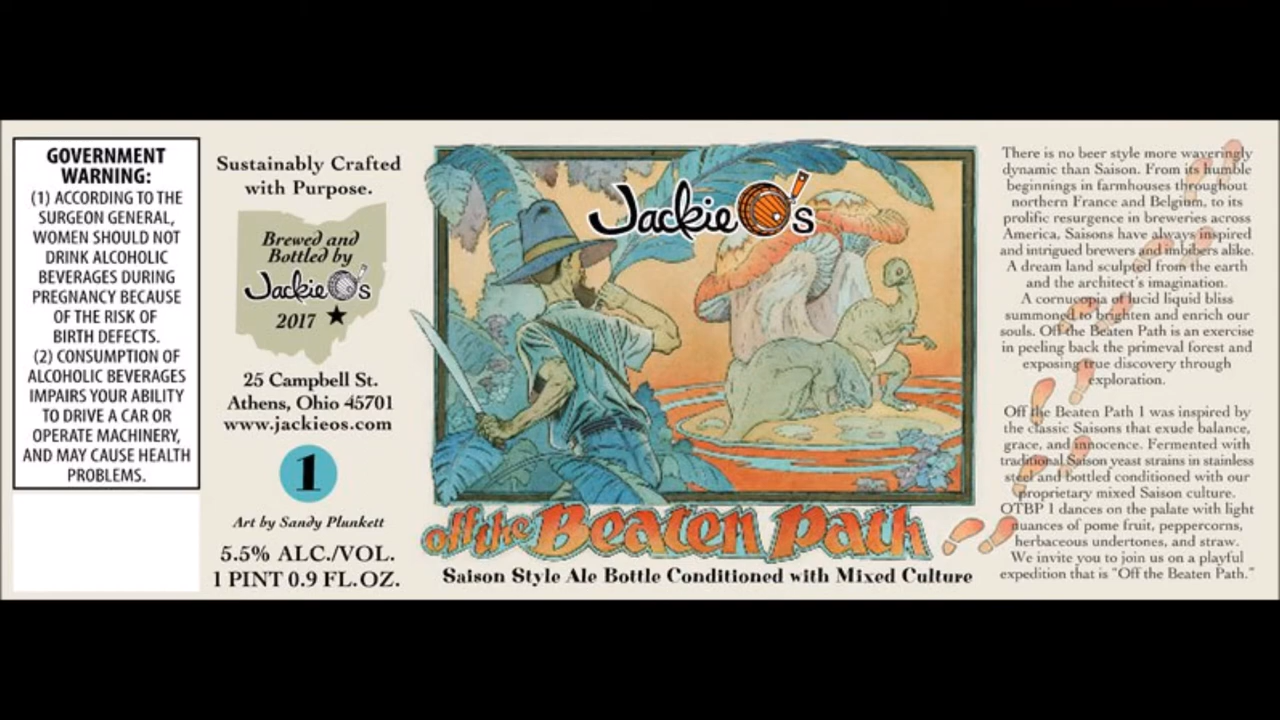 GOVERNMENT
WARNING:
(1) ACCORDING TO THE
SURGEON GENERAL,
WOMEN SHOULD NOT
DRINK ALCOHOLIC
BEVERAGES DURING
PREGNANCY BECAUSE
OF THE RISK OF
BIRTH DEFECTS.
(2) CONSUMPTION OF
ALCOHOLIC BEVERAGES
IMPAIRS YOUR ABILITY
TO DRIVE A CAR OR
OPERATE MACHINERY,
AND MAY CAUSE HEALTH
PROBLEMS.
Sustainably Crafted
with Purpose.
Brewed and
Bottled by
Jackie O's
2017
25 Campbell St.
Athens, Ohio 45701
www.jackieos.com
1
Art by Sandy Plunkett
5.5% ALC./VOL.
1 PINT 0.9 FL.OZ.
Jackie O's
off the Beaten Path
Saison Style Ale Bottle Conditioned with Mixed Culture
There is no beer style more waveringly
dynamic than Saison. From its humble
beginnings in farmhouses throughout
northern France and Belgium, to its
prolific resurgence in breweries across
America, Saisons have always inspired
and intrigued brewers and imbibers alike.
A dream land sculpted from the earth
and the architect's imagination.
A cornucopia of lucid liquid bliss
summoned to brighten and enrich our
souls. Off the Beaten Path is an exercise
in peeling back the primeval forest and
exposing true discovery through
exploration.
Off the Beaten Path 1 was inspired by
the classic Saisons that exude balance,
grace, and innocence. Fermented with
traditional Saison yeast strains in stainless
steel and bottled conditioned with our
proprietary mixed Saison culture.
OTBP 1 dances on the palate with light
nuances of pome fruit, peppercorns,
herbaceous undertones, and straw.
We invite you to join us on a playful
expedition that is "Off the Beaten Path."